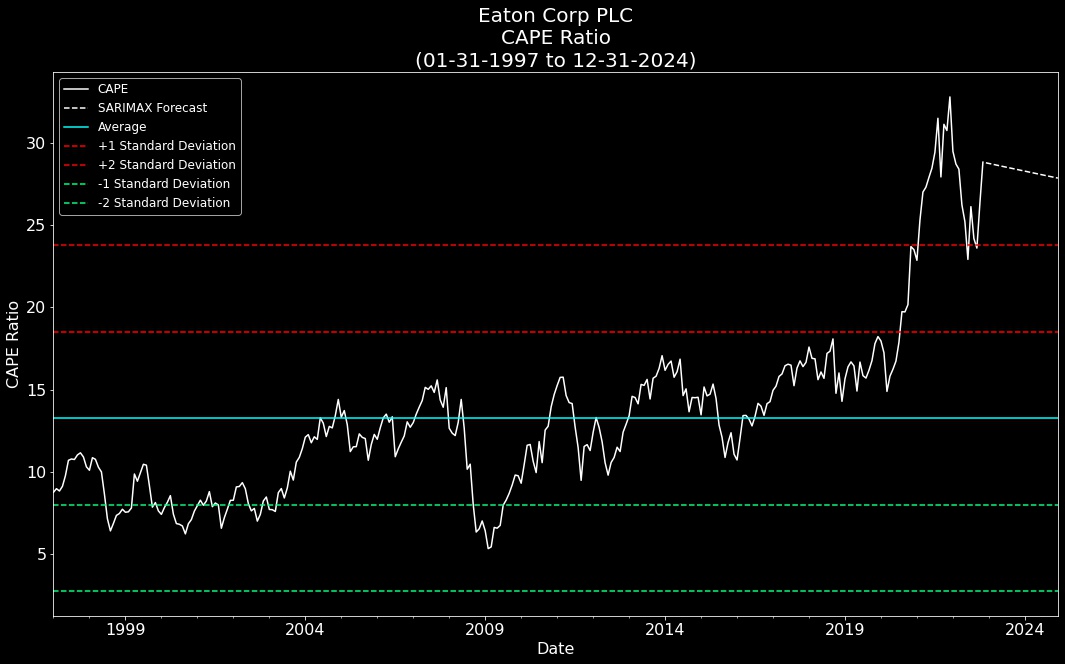 Eaton Corp PLC
CAPE Ratio
(01-31-1997 to 12-31-2024)
CAPE
SARIMAX Forecast
Average
+1 Standard Deviation
+2 Standard Deviation
-1 Standard Deviation
-2 Standard Deviation
30
25
20
15
10
5
CAPE Ratio
1999
2004
2009
2014
2019
2024
Date